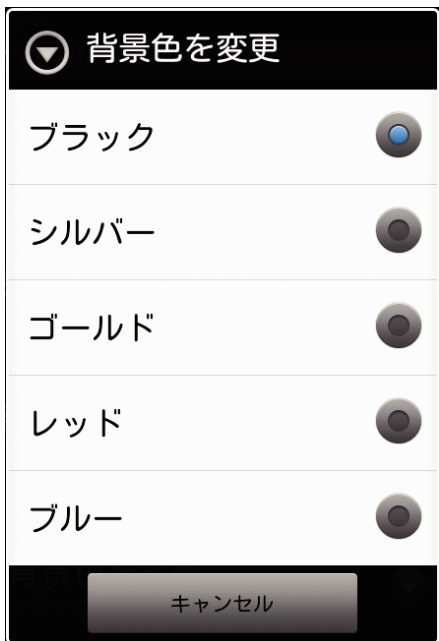 背景色を変更
ブラック
シルバー
ゴールド
レッド
ブルー
キャンセル